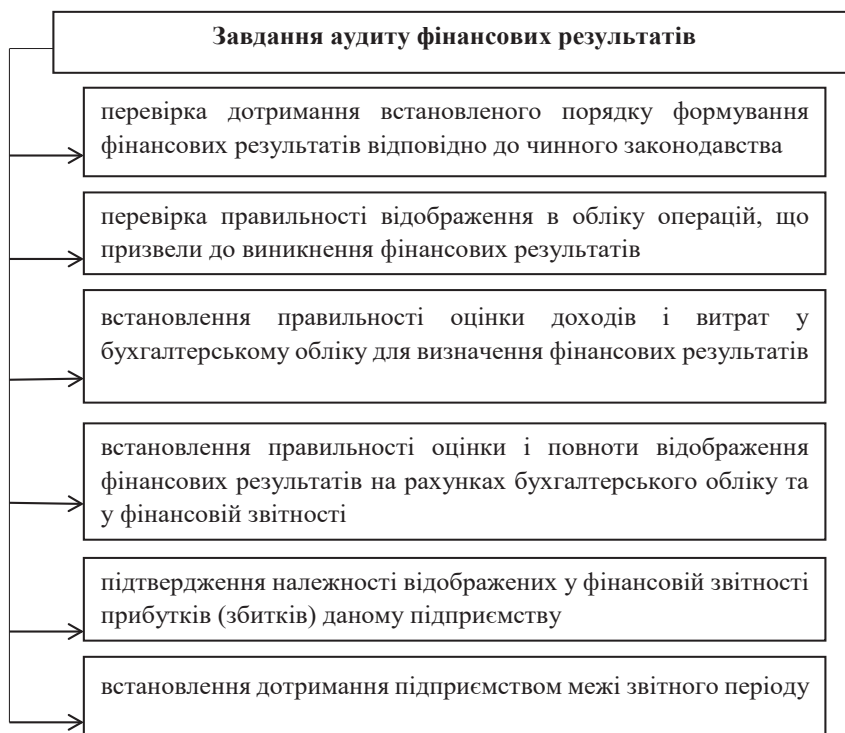 Завдання аудиту фінансових результатів
перевірка дотримання встановленого порядку формування
фінансових результатів відповідно до чинного законодавства
перевірка правильності відображення в обліку операцій, що
призвели до виникнення фінансових результатів
встановлення правильності оцінки доходів і витрат у
бухгалтерському обліку для визначення фінансових результатів
встановлення правильності оцінки і повноти відображення
фінансових результатів на рахунках бухгалтерського обліку та
у фінансовій звітності
підтвердження належності відображених у фінансовій звітності
прибутків (збитків) даному підприємству
встановлення дотримання підприємством межі звітного періоду